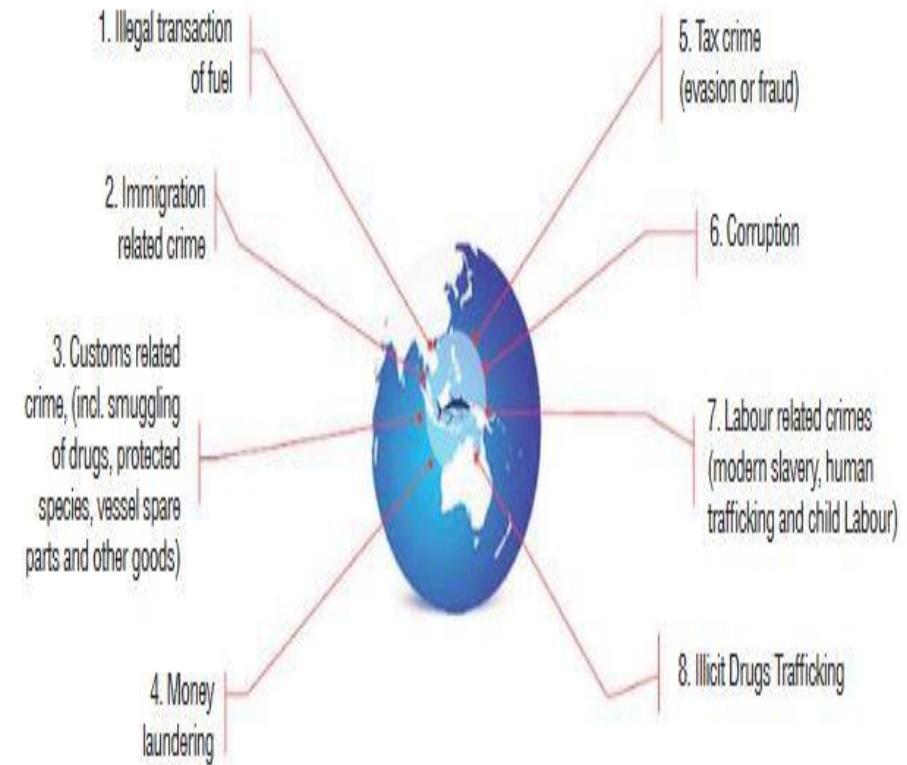 1. Illegal transaction
of fuel
2. Immigration
related crime
3. Customs related
crime, (incl. smuggling
of drugs, protected
species, vessel spare
parts and other goods)
4. Money
laundering
5. Tax crime
(evasion or fraud)
6. Corruption
7. Labour related crimes
(modern slavery, human
trafficking and child Labour)
8. Illicit Drugs Trafficking